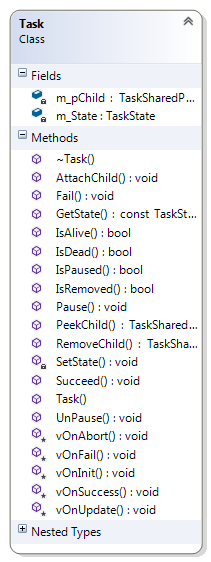 Task
Class
Fields
m_pChild : TaskSharedP...
m_State : TaskState
Methods
~Task()
AttachChild() : void
Fail() : void
GetState() : const TaskSt...
IsAlive() : bool
IsDead() : bool
IsPaused() : bool
IsRemoved() : bool
Pause() : void
PeekChild() : TaskShared...
RemoveChild() : TaskSha...
SetState() : void
Succeed() : void
Task()
UnPause() : void
vOnAbort() : void
vOnFail() : void
vOnInit() : void
vOnSuccess() : void
vOnUpdate() : void
Nested Types